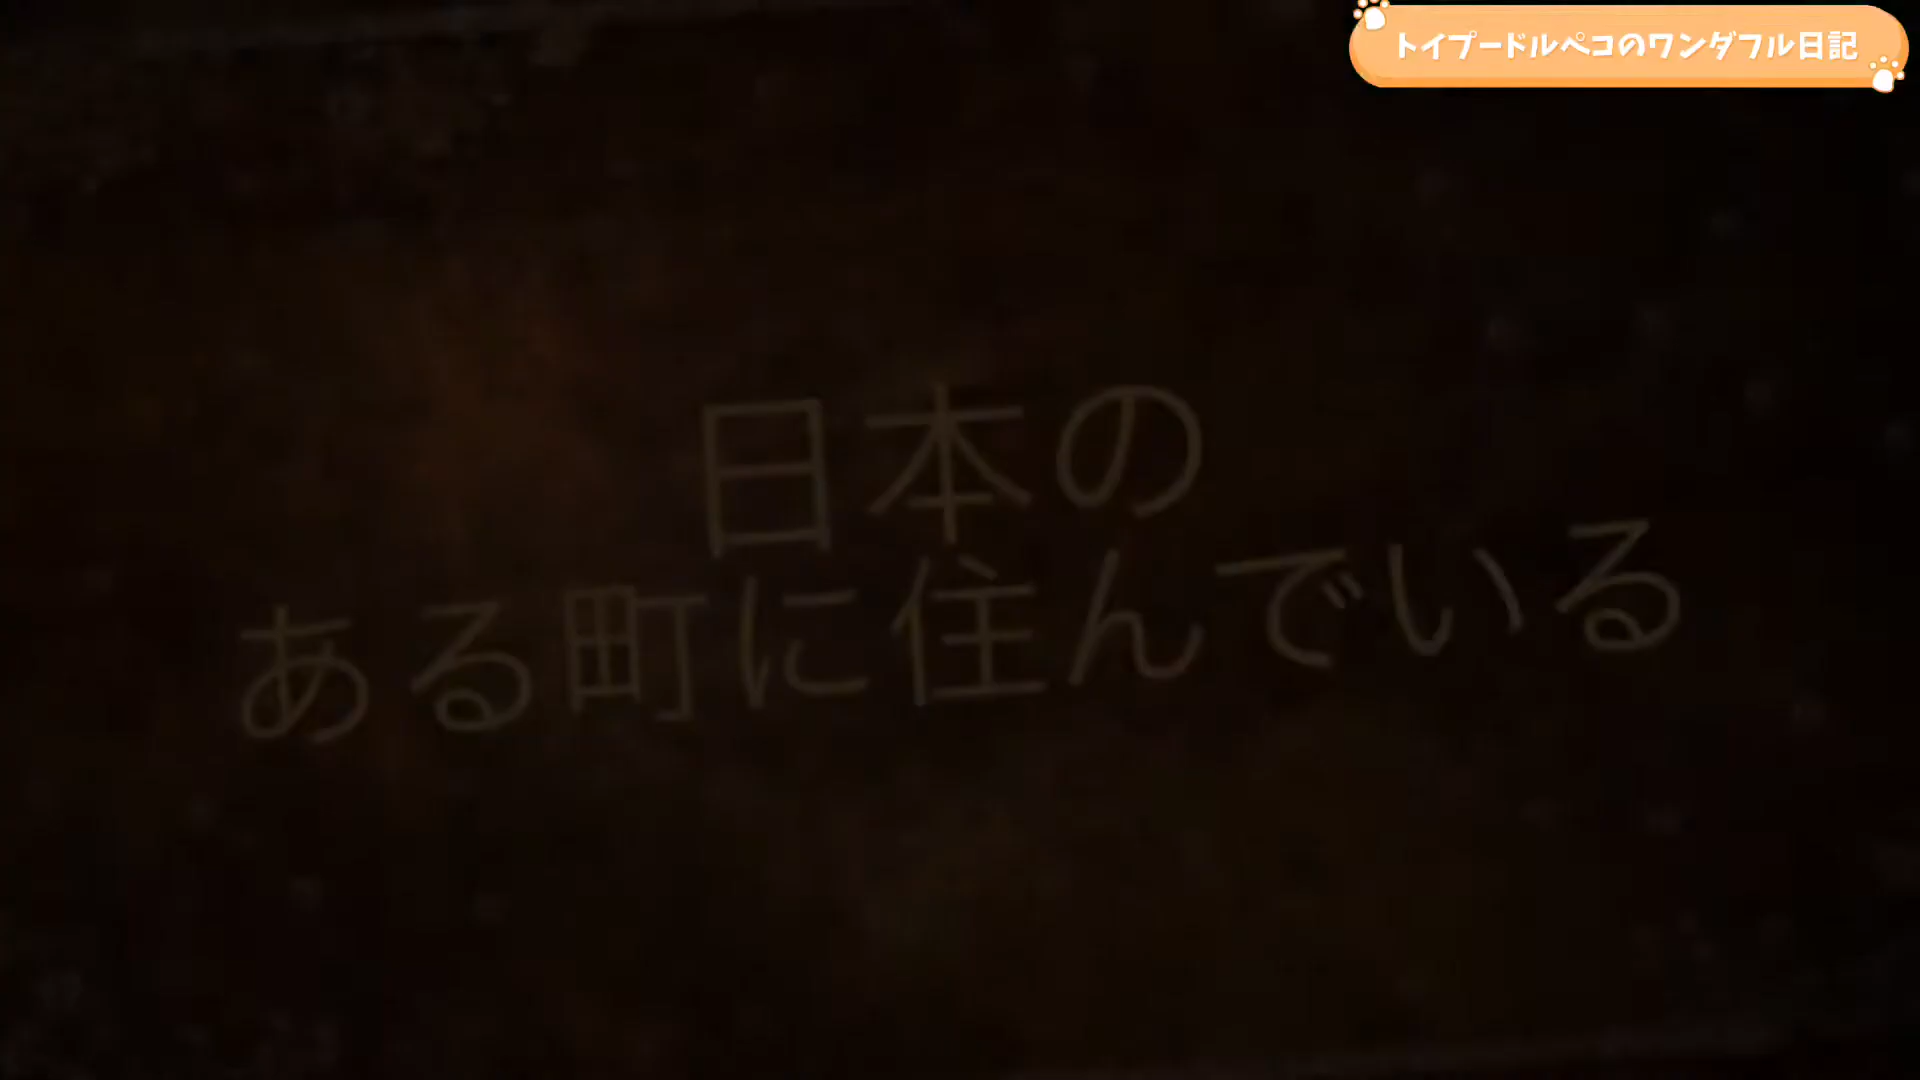 トイプードルペコのワンダフル日記
日本の
ある町に住んでいる